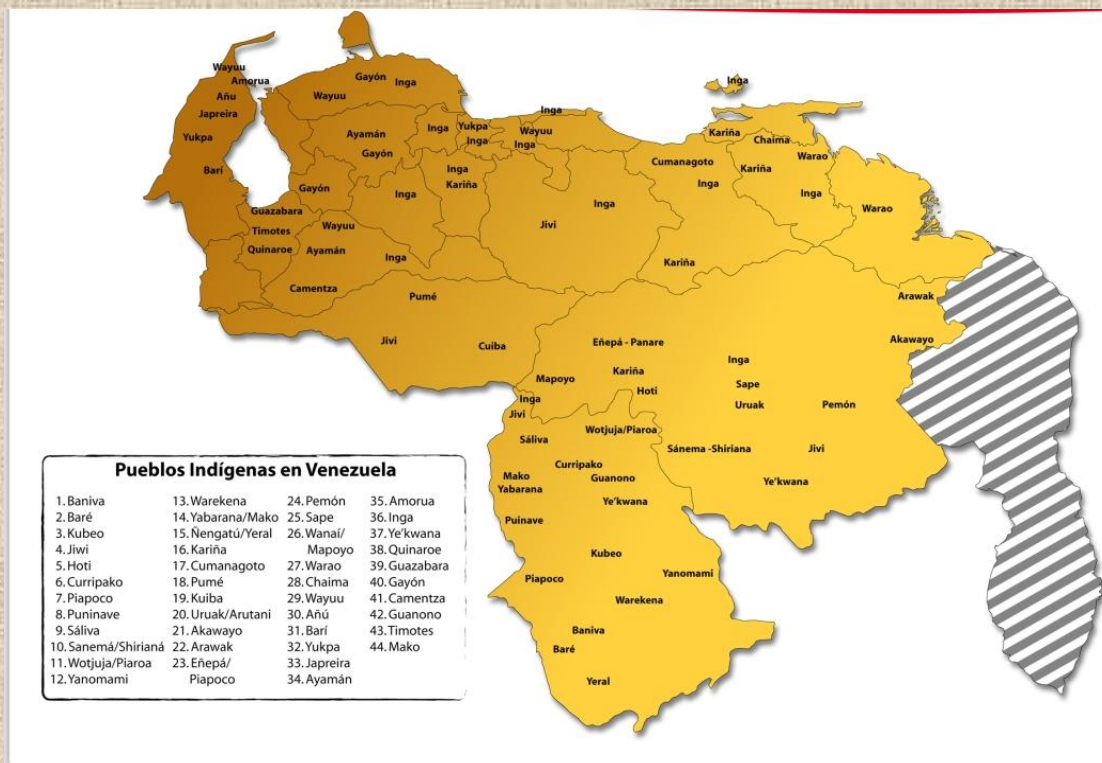 Wayuu
Amorua
Añu
Japreira
Yukpa
Barí
Gayón
Inga
Wayuu
Ayamán
Gayón
Gayón
Inga
Yukpa
Inga
Inga
Wayuu
Inga
Inga
Kariña
Inga
Guazabara
Timotes
Quinaroe
Wayuu
Ayamán
Inga
Camentza
Pumé
Jivi
Cuiba
Jivi
Inga
Inga
Kariña
Chaima
Cumanagoto
Inga
Kariña
Warao
Inga
Warao
Kariña
Arawak
Akawayo
Eñepá - Panare
Kariña
Mapoyo
Hoti
Inga
Sape
Uruak
Pemón
Sánema -Shiriana
Jivi
Ye'kwana
Inga
Jivi
Sáliva
Wotjuja/Piaroa
Curripako
Guanono
Mako
Yabarana
Ye'kwana
Puinave
Kubeo
Yanomami
Piapoco
Warekena
Baniva
Baré
Yeral
Pueblos Indígenas en Venezuela
1.Baniva
2.Baré
3.Kubeo
4.Jiwi
5.Hoti
6.Curripako
7.Piapoco
8.Puninave
9.Sáliva
10.Sanemá/Shirianá
11.Wotjuja/Piaroa
12.Yanomami
13.Warekena
14.Yabarana/Mako
15.Ñengatú/Yeral
16.Kariña
17.Cumanagoto
18.Pumé
19.Kuiba
20.Uruak/Arutani
21.Akawayo
22.Arawak
23.Eñepá/
Piapoco
24.Pemón
25.Sape
26.Wanaí/
Mapoyo
27.Warao
28.Chaima
29.Wayuu
30.Añú
31.Barí
32.Yukpa
33.Japreira
34.Ayamán
35.Amorua
36.Inga
37.Ye'kwana
38.Quinaroe
39.Guazabara
40.Gayón
41.Camentza
42.Guanono
43.Timotes
44.Mako